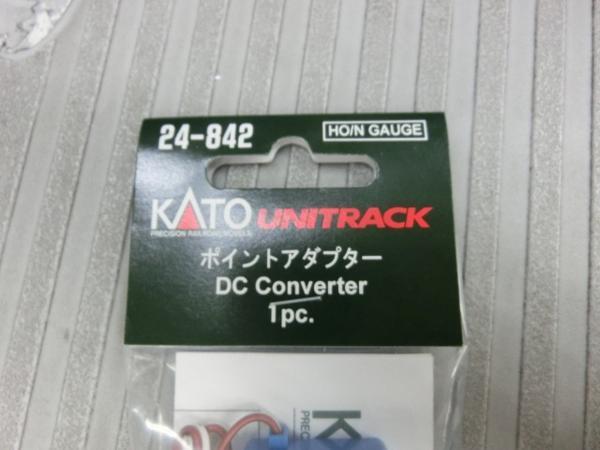 24-842
HO/N GAUGE
KATO UNITRACK
PRECISION RAILROAD MODELS
ポイントアダプター
DC Converter
1pc.
K
PREC